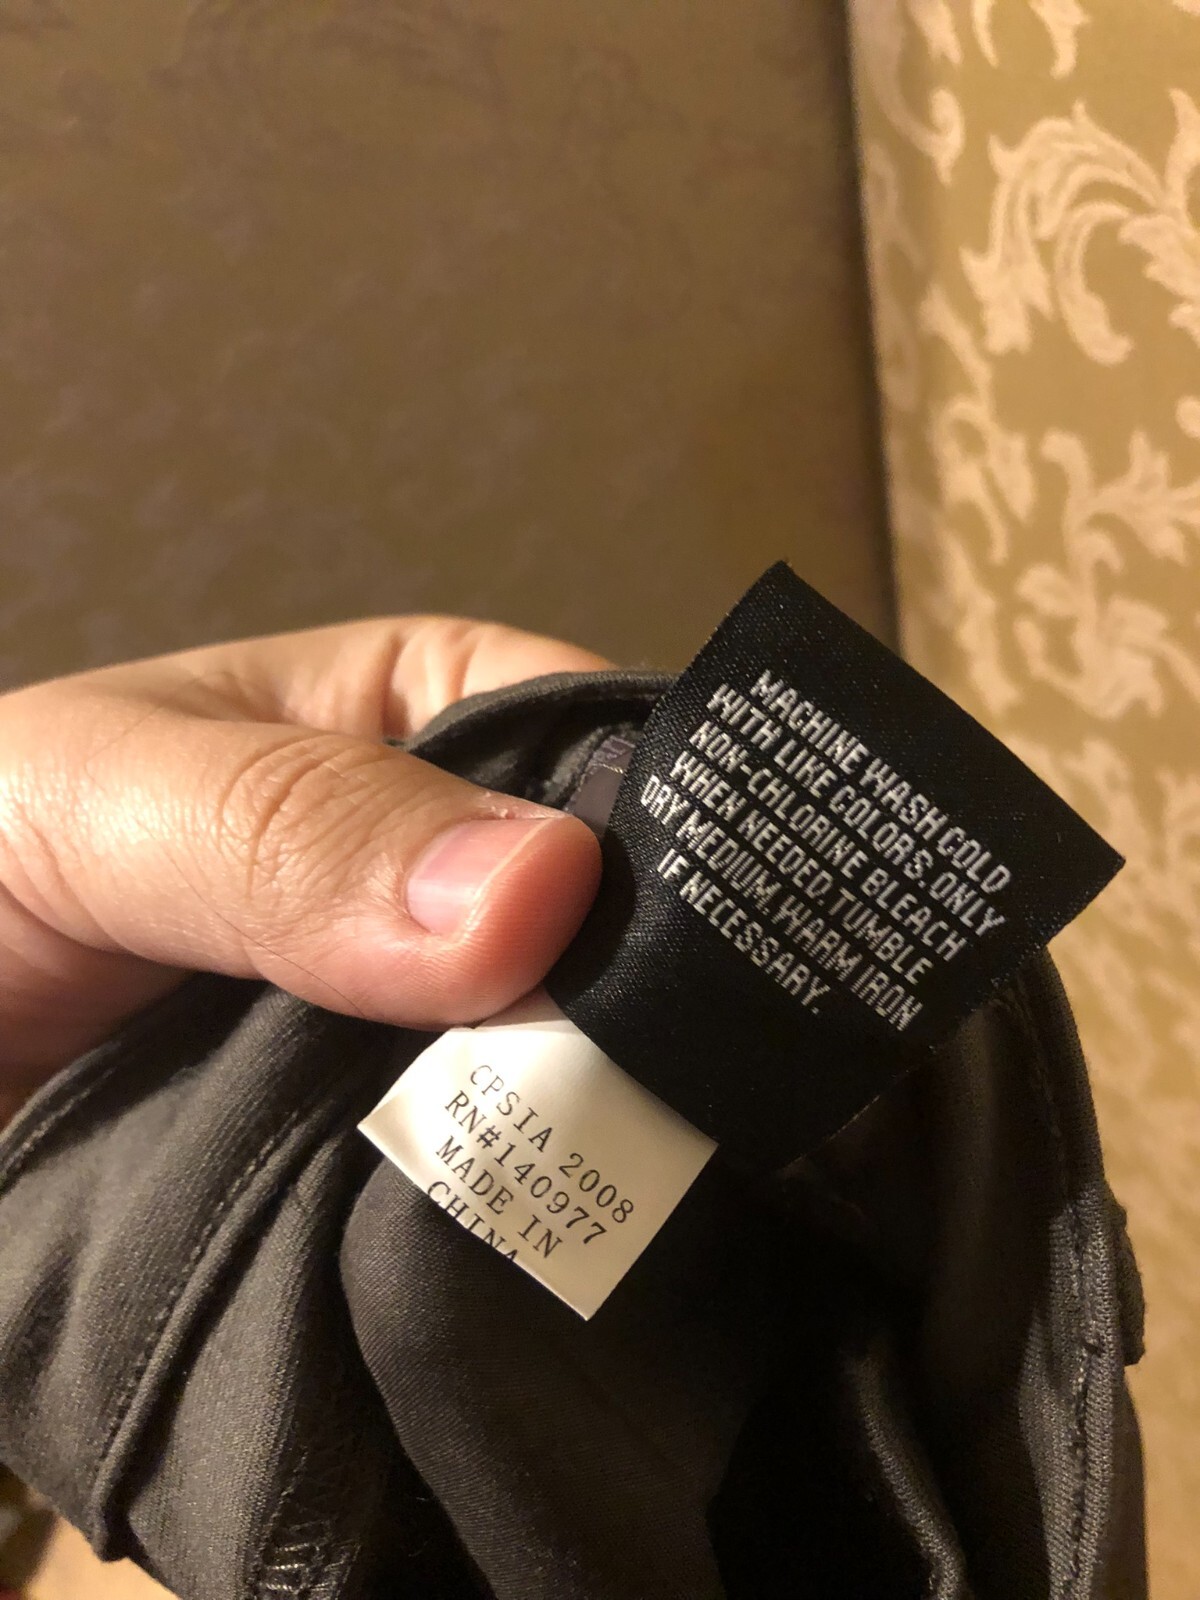 MACHINE WASH COLD
WITH LIKE COLORS. ONLY
NON-CHLORINE BLEACH
WHEN NEEDED. TUMBLE
DRY MEDIUM. WARM IRON
IF NECESSARY.
CPSIA 2008
RN#140977
MADE IN
CHINA